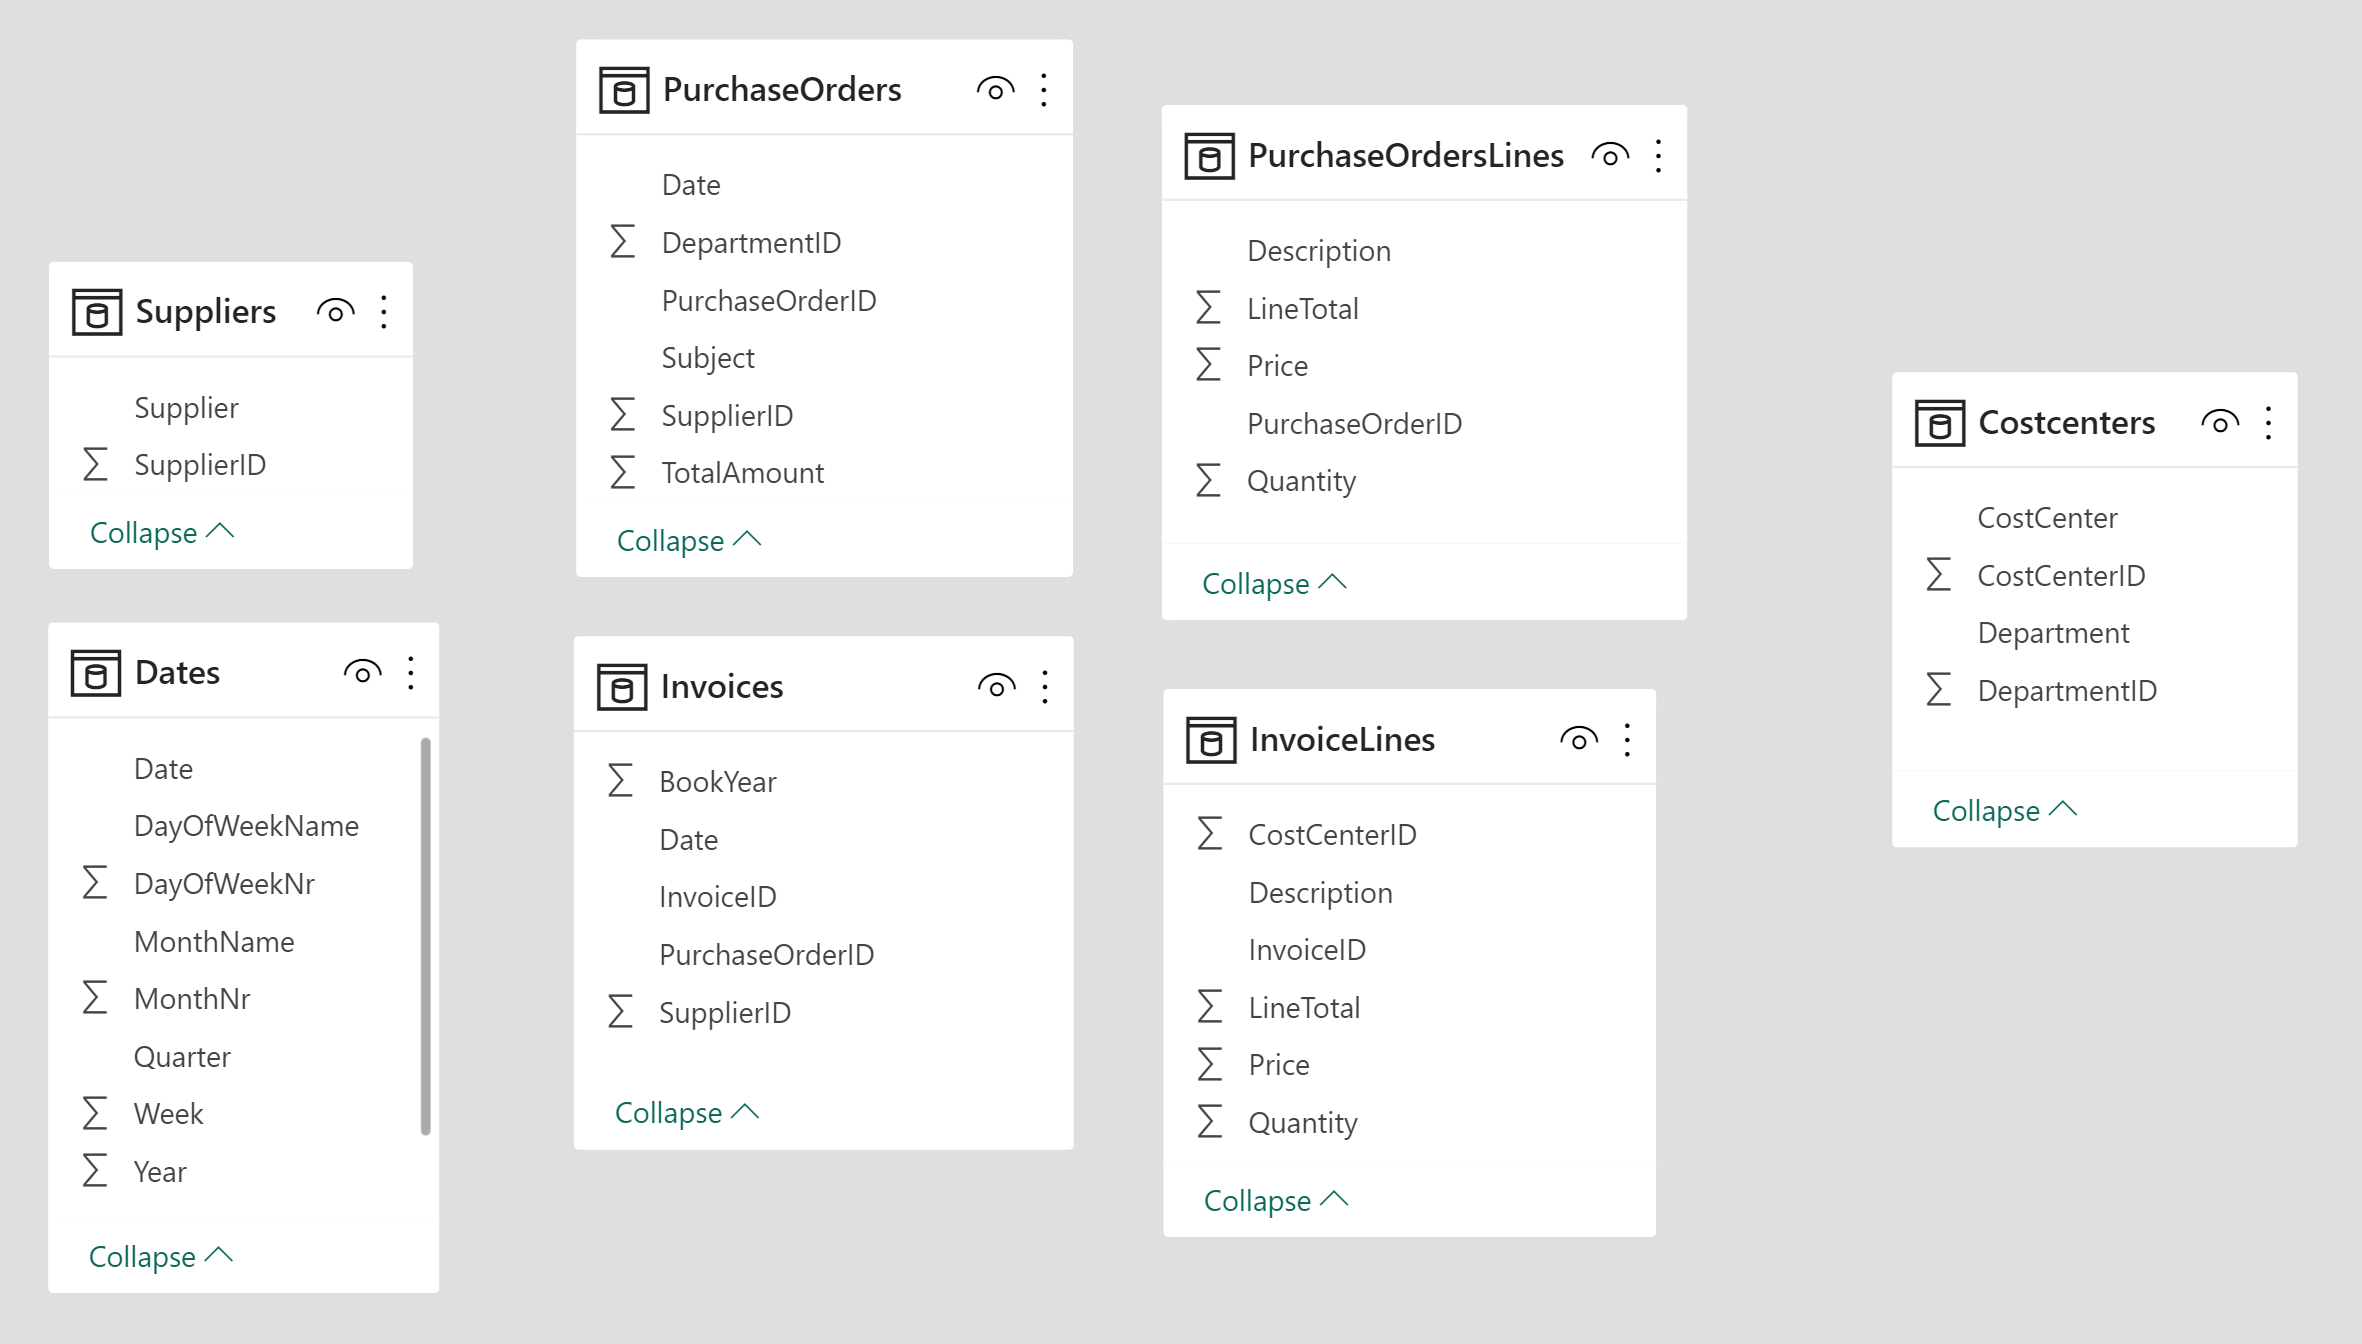 Suppliers
Supplier
SupplierID
Collapse
Dates
Date
DayOfWeekName
DayOfWeekNr
MonthName
MonthNr
Quarter
Week
Year
Collapse
PurchaseOrders
Date
DepartmentID
PurchaseOrderID
Subject
SupplierID
TotalAmount
Collapse
Invoices
BookYear
Date
InvoiceID
PurchaseOrderID
SupplierID
Collapse
PurchaseOrdersLines
Description
LineTotal
Price
PurchaseOrderID
Quantity
Collapse
InvoiceLines
CostCenterID
Description
InvoiceID
LineTotal
Price
Quantity
Collapse
Costcenters
CostCenter
CostCenterID
Department
DepartmentID
Collapse